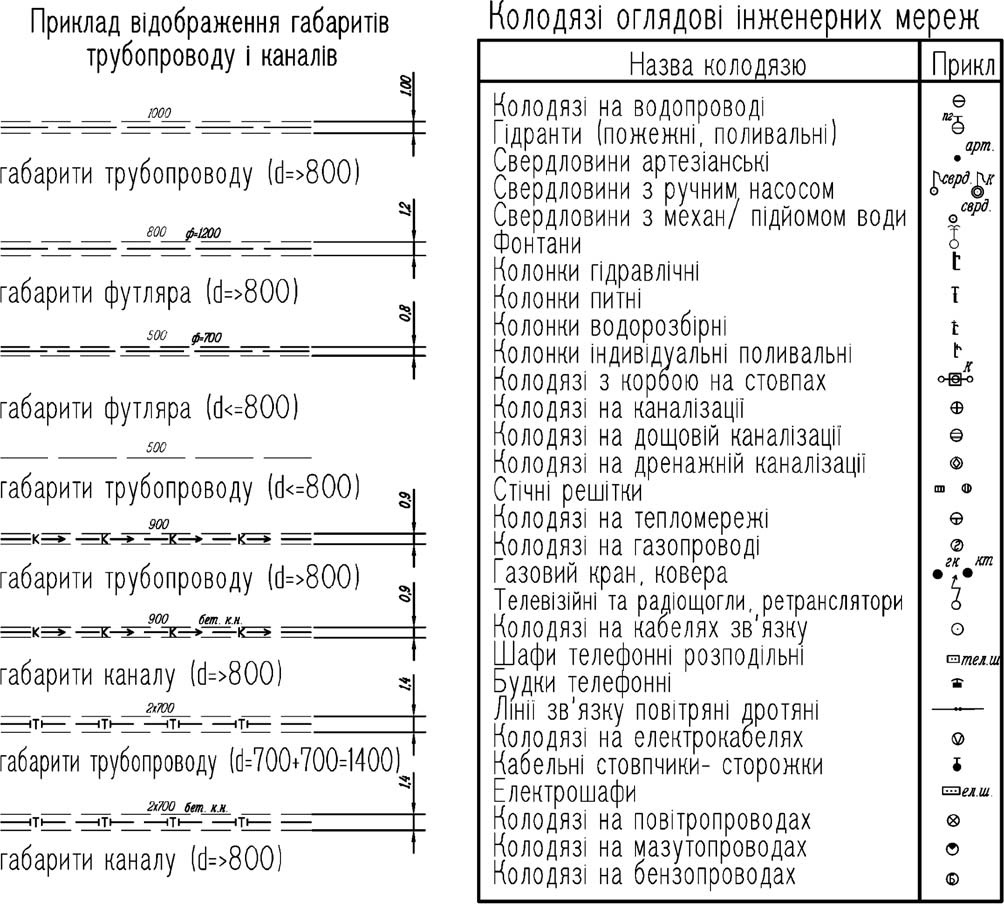 Приклад відображення габаритів
трубопроводу і каналів
1000
1.00
габарити трубопроводу (d=>800)
800 ф=1200
1.2
габарити футляра (d=>800)
500 ф=700
0.8
габарити футляра (d<=800)
500
габарити трубопроводу (d<=800)
900
К К К К
0.9
габарити трубопроводу (d=>800)
900 бет. к.н.
К К К К
0.9
габарити каналу (d=>800)
2x700
Т Т Т Т
1.4
габарити трубопроводу (d=700+700=1400)
2x700 бет. к.н.
Т Т Т Т
1.4
габарити каналу (d=>800)
Колодязі оглядові інженерних мереж
Назва колодязю Прикл
Колодязі на водопроводі
Гідранти (пожежні, поливальні) пг
Свердловини артезіанські арт.
Свердловини з ручним насосом сврд. к
Свердловини з механ/ підйомом води сврд.
Фонтани
Колонки гідравлічні
Колонки питні
Колонки водорозбірні
Колонки індивідуальні поливальні
Колодязі з корбою на стовпах к
Колодязі на каналізації
Колодязі на дощовій каналізації
Колодязі на дренажній каналізації
Стічні решітки
Колодязі на тепломережі
Колодязі на газопроводі г
Газовий кран, ковера гк кт
Телевізійні та радіощогли, ретранслятори
Колодязі на кабелях зв'язку
Шафи телефонні розподільні тел.ш
Будки телефонні
Лінії зв'язку повітряні дротяні
Колодязі на електрокабелях
Кабельні стовпчики- сторожки
Електрошафи ел.ш.
Колодязі на повітропроводах
Колодязі на мазутопроводах
Колодязі на бензопроводах Б